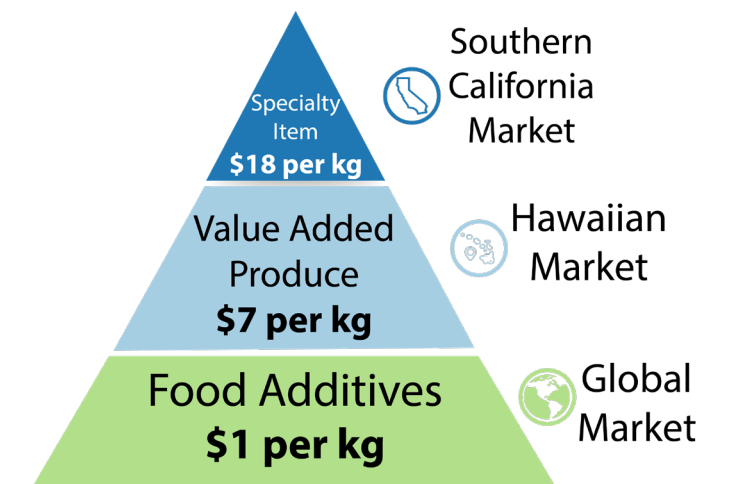 Specialty
Item
$18 per kg
Southern
California
Market
Value Added
Produce
$7 per kg
Hawaiian
Market
Food Additives
$1 per kg
Global
Market